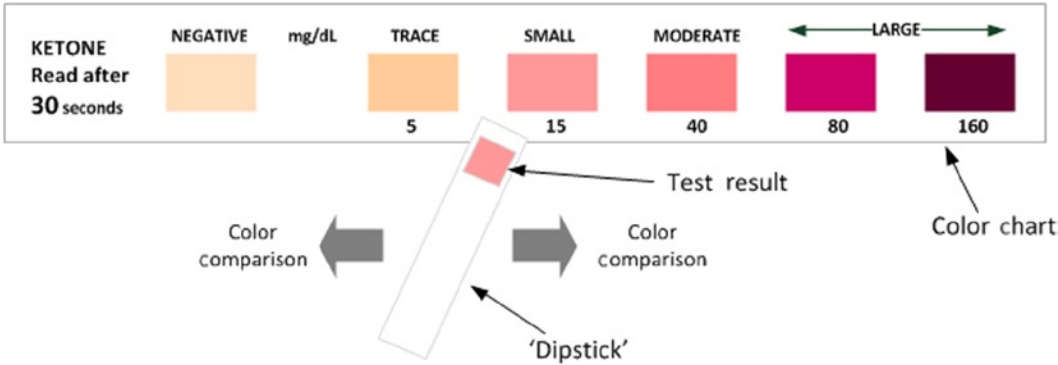 KETONE
Read after
30 seconds
NEGATIVE mg/dL TRACE SMALL MODERATE LARGE
5 15 40 80 160
Test result
Color chart
Color
comparison
Color
comparison
‘Dipstick’